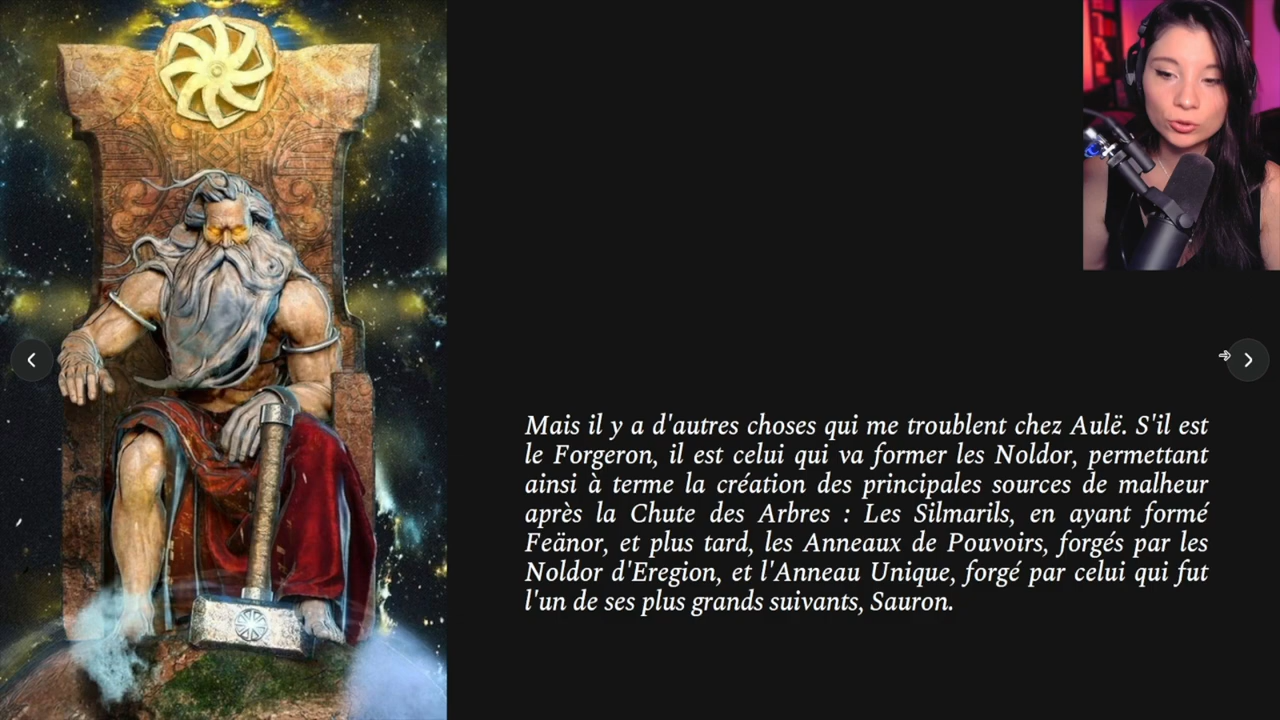 Mais il y a d'autres choses qui me troublent chez Aulë. S'il est
le Forgeron, il est celui qui va former les Noldor, permettant
ainsi à terme la création des principales sources de malheur
après la Chute des Arbres : Les Silmarils, en ayant formé
Feänor, et plus tard, les Anneaux de Pouvoirs, forgés par les
Noldor d'Eregion, et l'Anneau Unique, forgé par celui qui fut
l'un de ses plus grands suivants, Sauron.